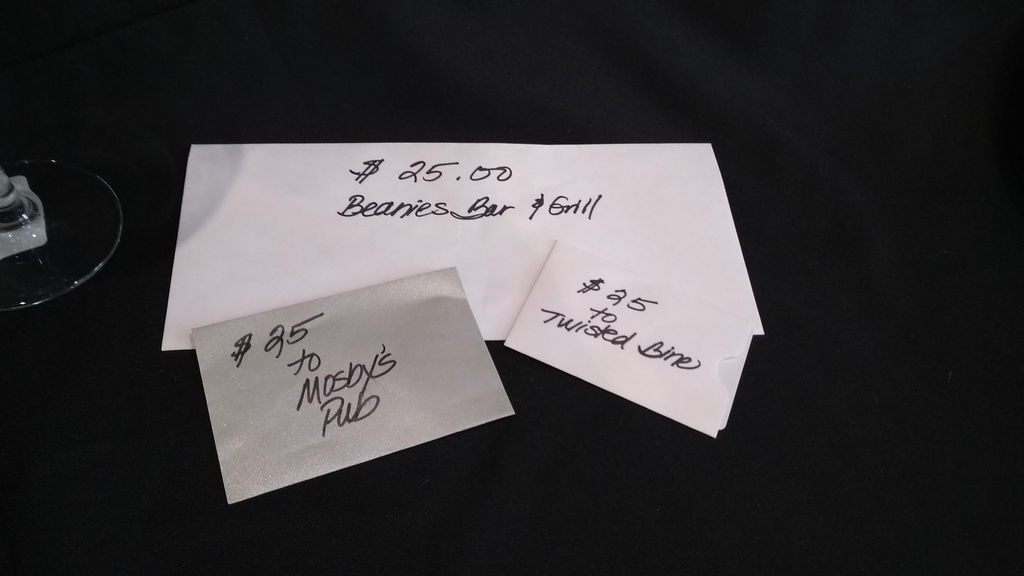 $ 25.00
Beanies Bar & Grill
$ 25
to
Mosby's
Pub
$ 25
to
Twisted Bine